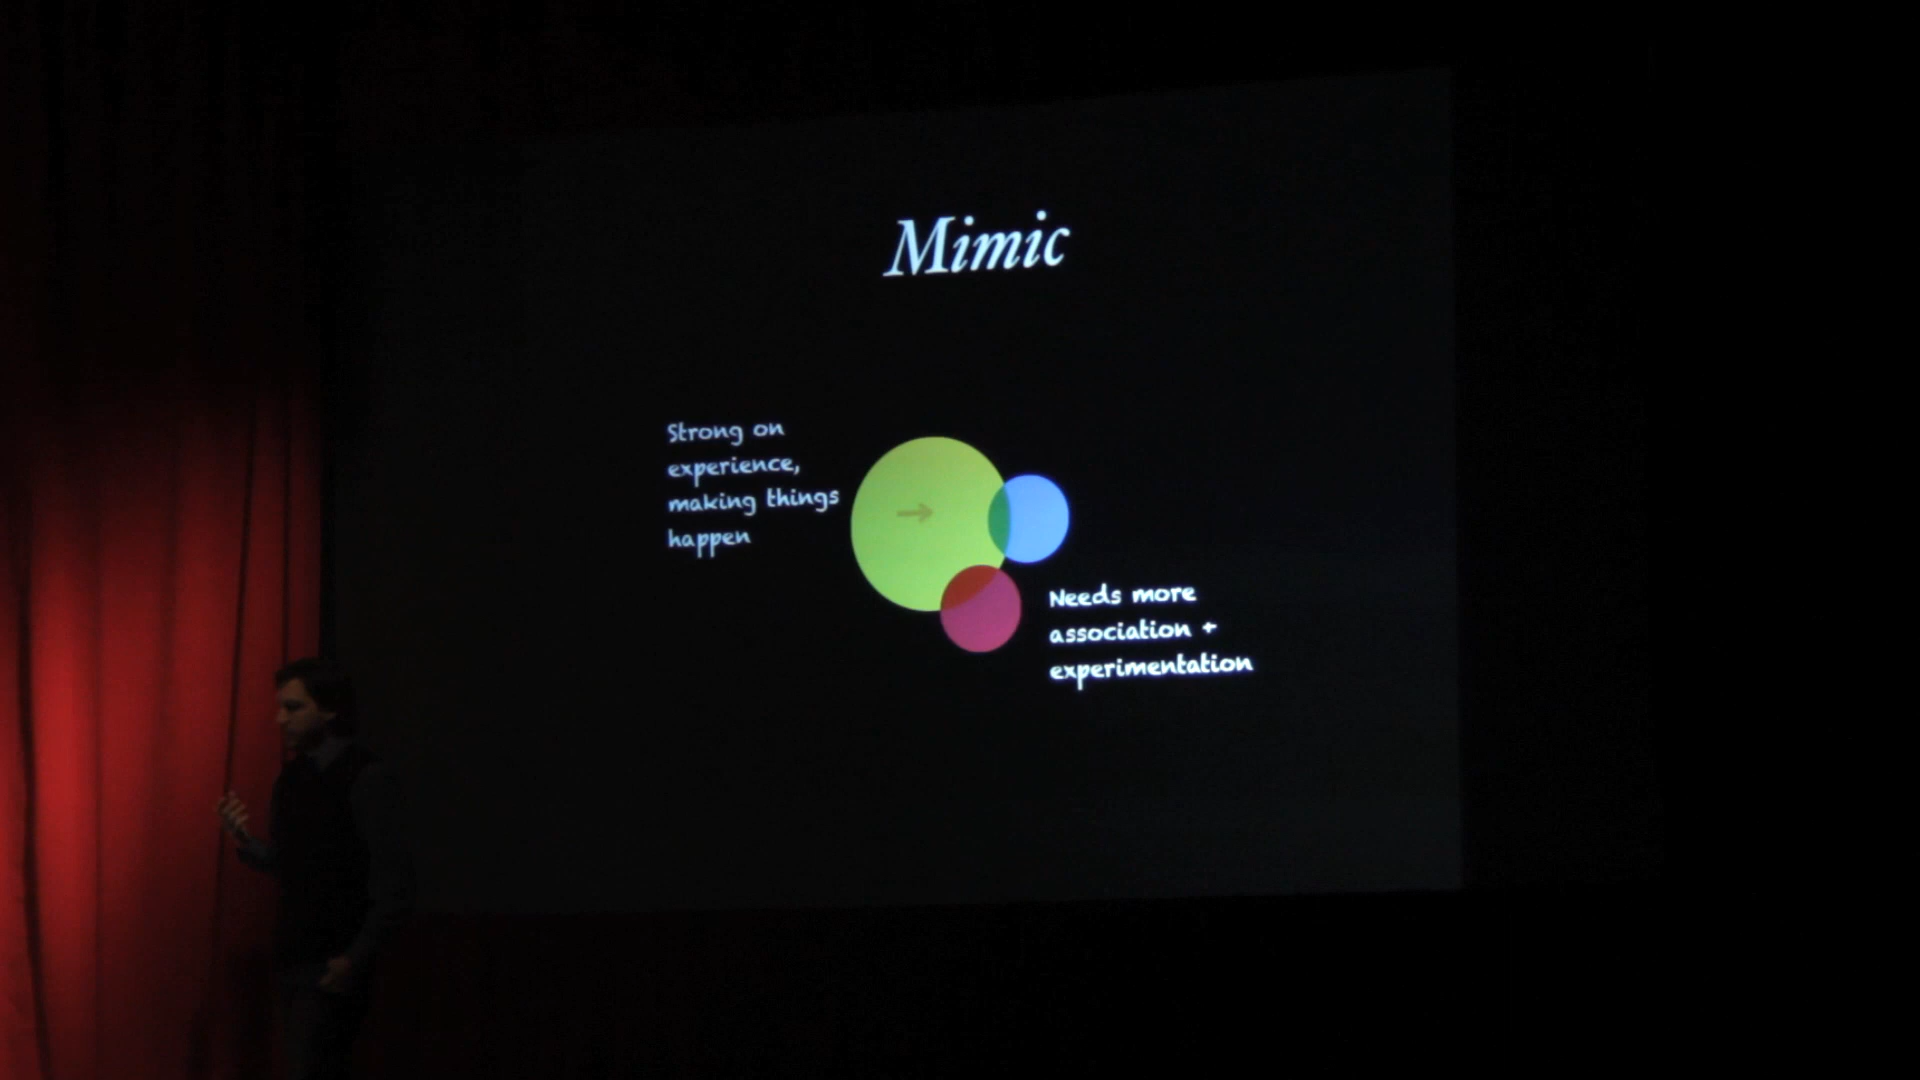 Mimic
Strong on
experience,
making things
happen
Needs more
association +
experimentation